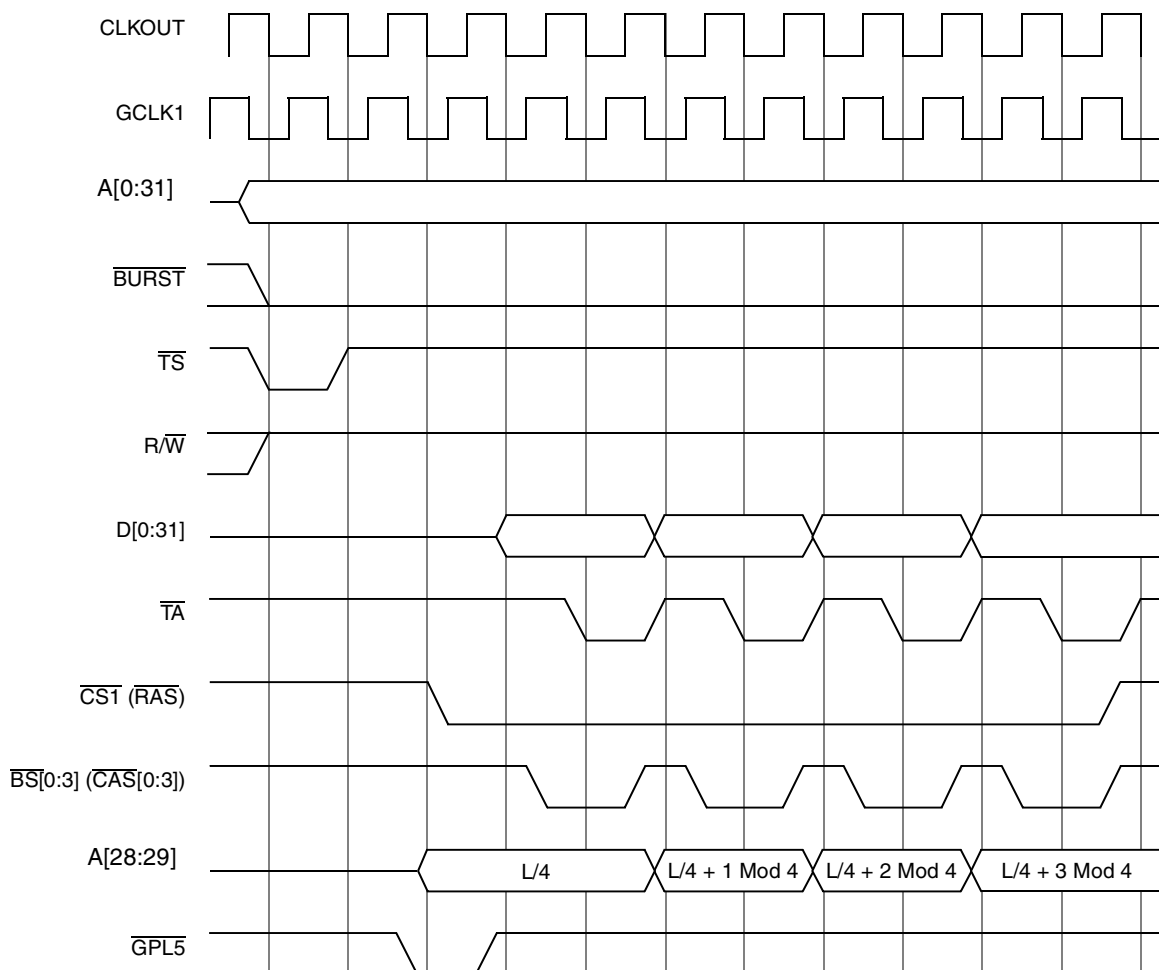 CLKOUT
GCLK1
A[0:31]
BURST
TS
R/W
D[0:31]
TA
CS1 (RAS)
BS[0:3] (CAS[0:3])
A[28:29] L/4 L/4 + 1 Mod 4 L/4 + 2 Mod 4 L/4 + 3 Mod 4
GPL5